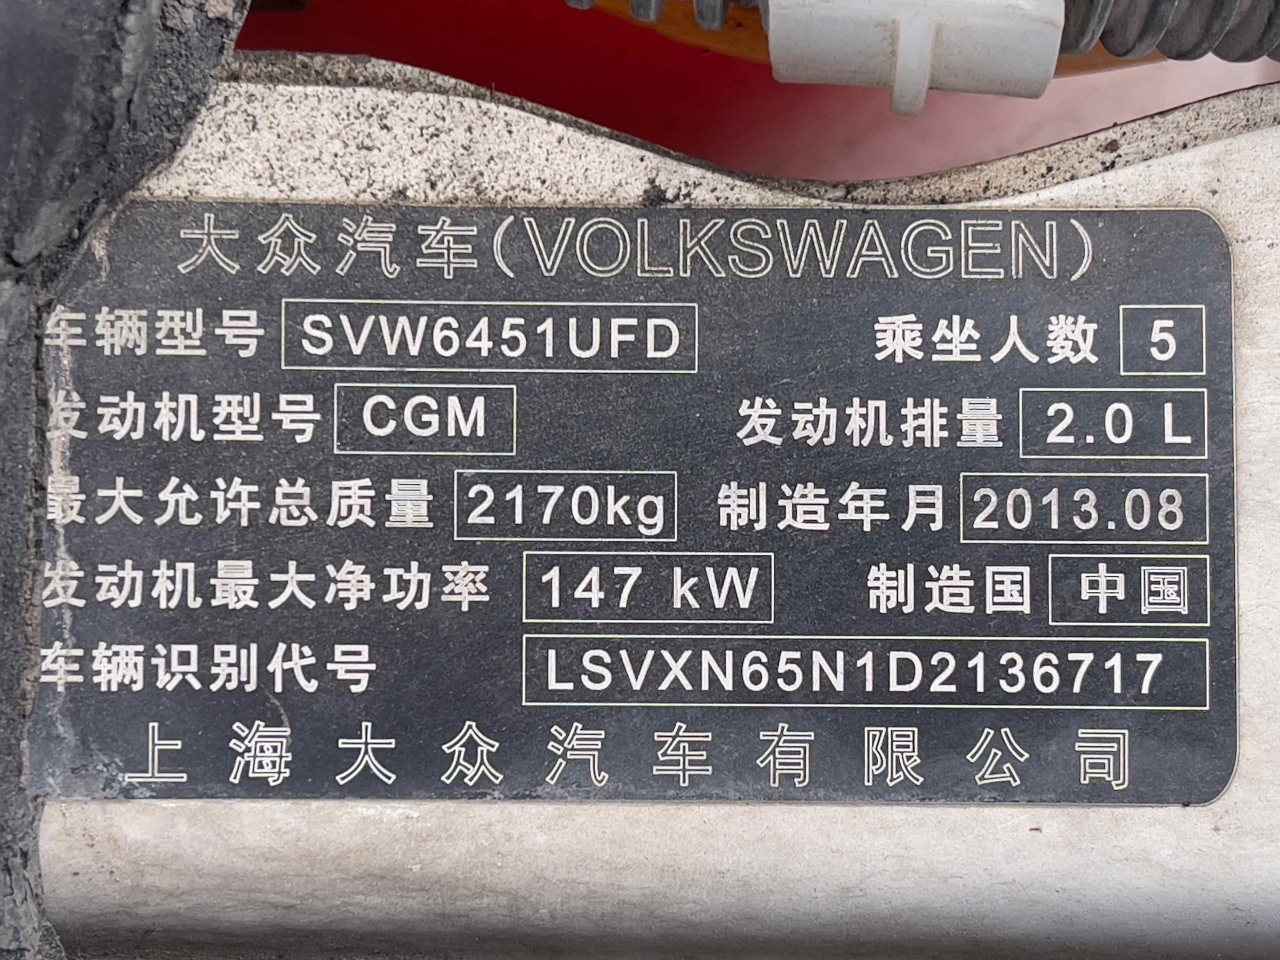 大众汽车(VOLKSWAGEN)
车辆型号 SVW6451UFD 乘坐人数 5
发动机型号 CGM 发动机排量 2.0 L
最大允许总质量 2170kg 制造年月 2013.08
发动机最大净功率 147 kW 制造国 中国
车辆识别代号 LSVXN65N1D2136717
上海大众汽车有限公司